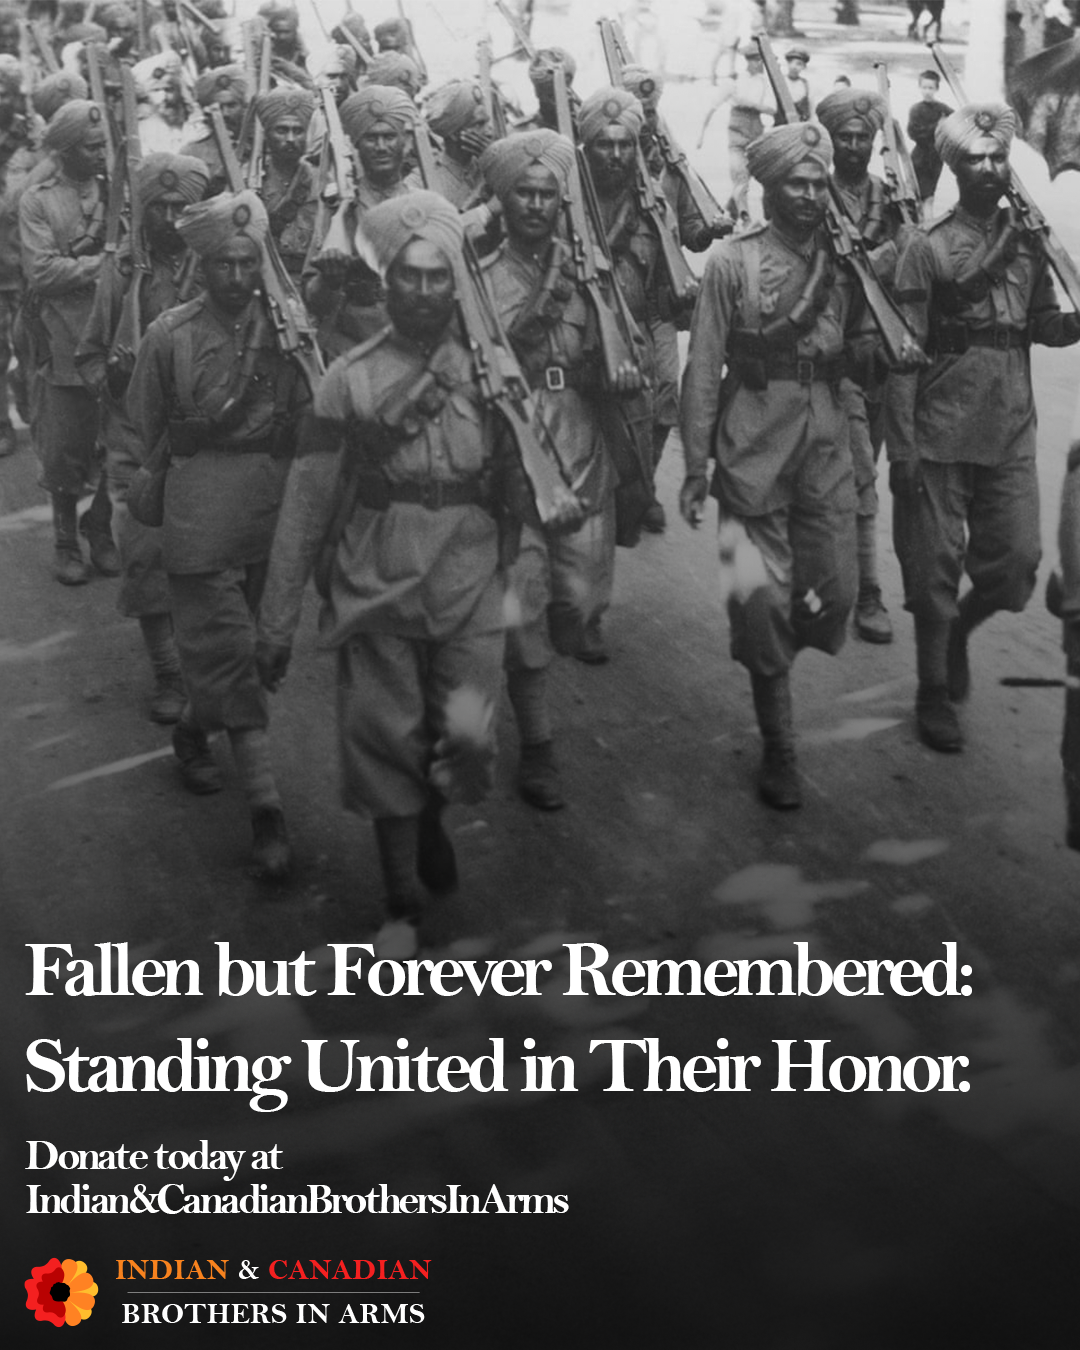 Fallen but Forever Remembered:
Standing United in Their Honor.
Donate today at
Indian&CanadianBrothersInArms
INDIAN & CANADIAN
BROTHERS IN ARMS